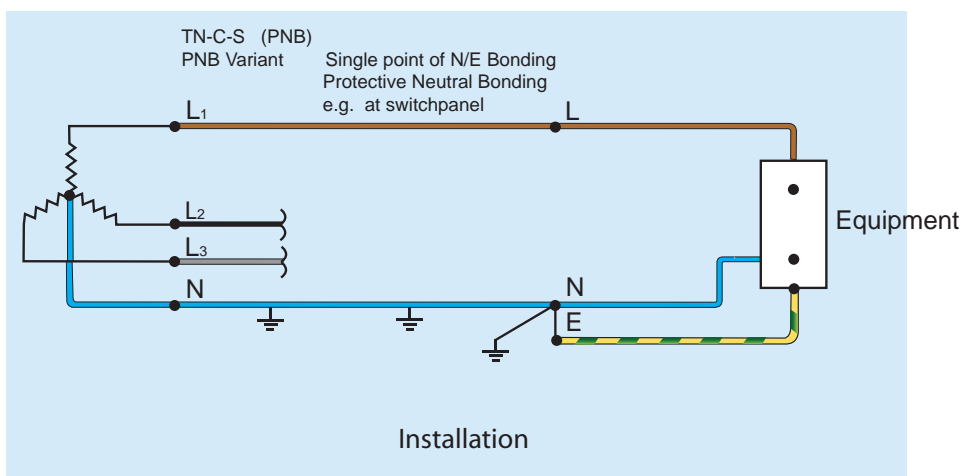 TN-C-S (PNB)
PNB Variant
Single point of N/E Bonding
Protective Neutral Bonding
e.g. at switchpanel
L1
L
L2
Equipment
L3
N
N
E
Installation